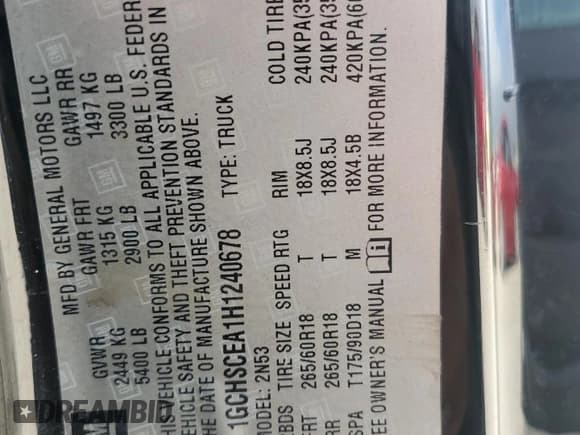 MFD BY GENERAL MOTORS LLC
GVWR GAWR FRT GAWR RR
2449 KG 1315 KG 1497 KG
5400 LB 2900 LB 3300 LB
THIS VEHICLE CONFORMS TO ALL APPLICABLE U.S. FEDER
VEHICLE SAFETY AND THEFT PREVENTION STANDARDS IN
THE DATE OF MANUFACTURE SHOWN ABOVE.
1GCHSCEA1H1240678 TYPE: TRUCK
MODEL: 2N53
TIRE SIZE SPEED RTG RIM COLD TIRE
FRT 265/60R18 T 18X8.5J 240KPA(35
RR 265/60R18 T 18X8.5J 240KPA(35
SPA T175/90D18 M 18X4.5B 420KPA(60
SEE OWNER'S MANUAL i FOR MORE INFORMATION.
GM
DREAMBID.COM